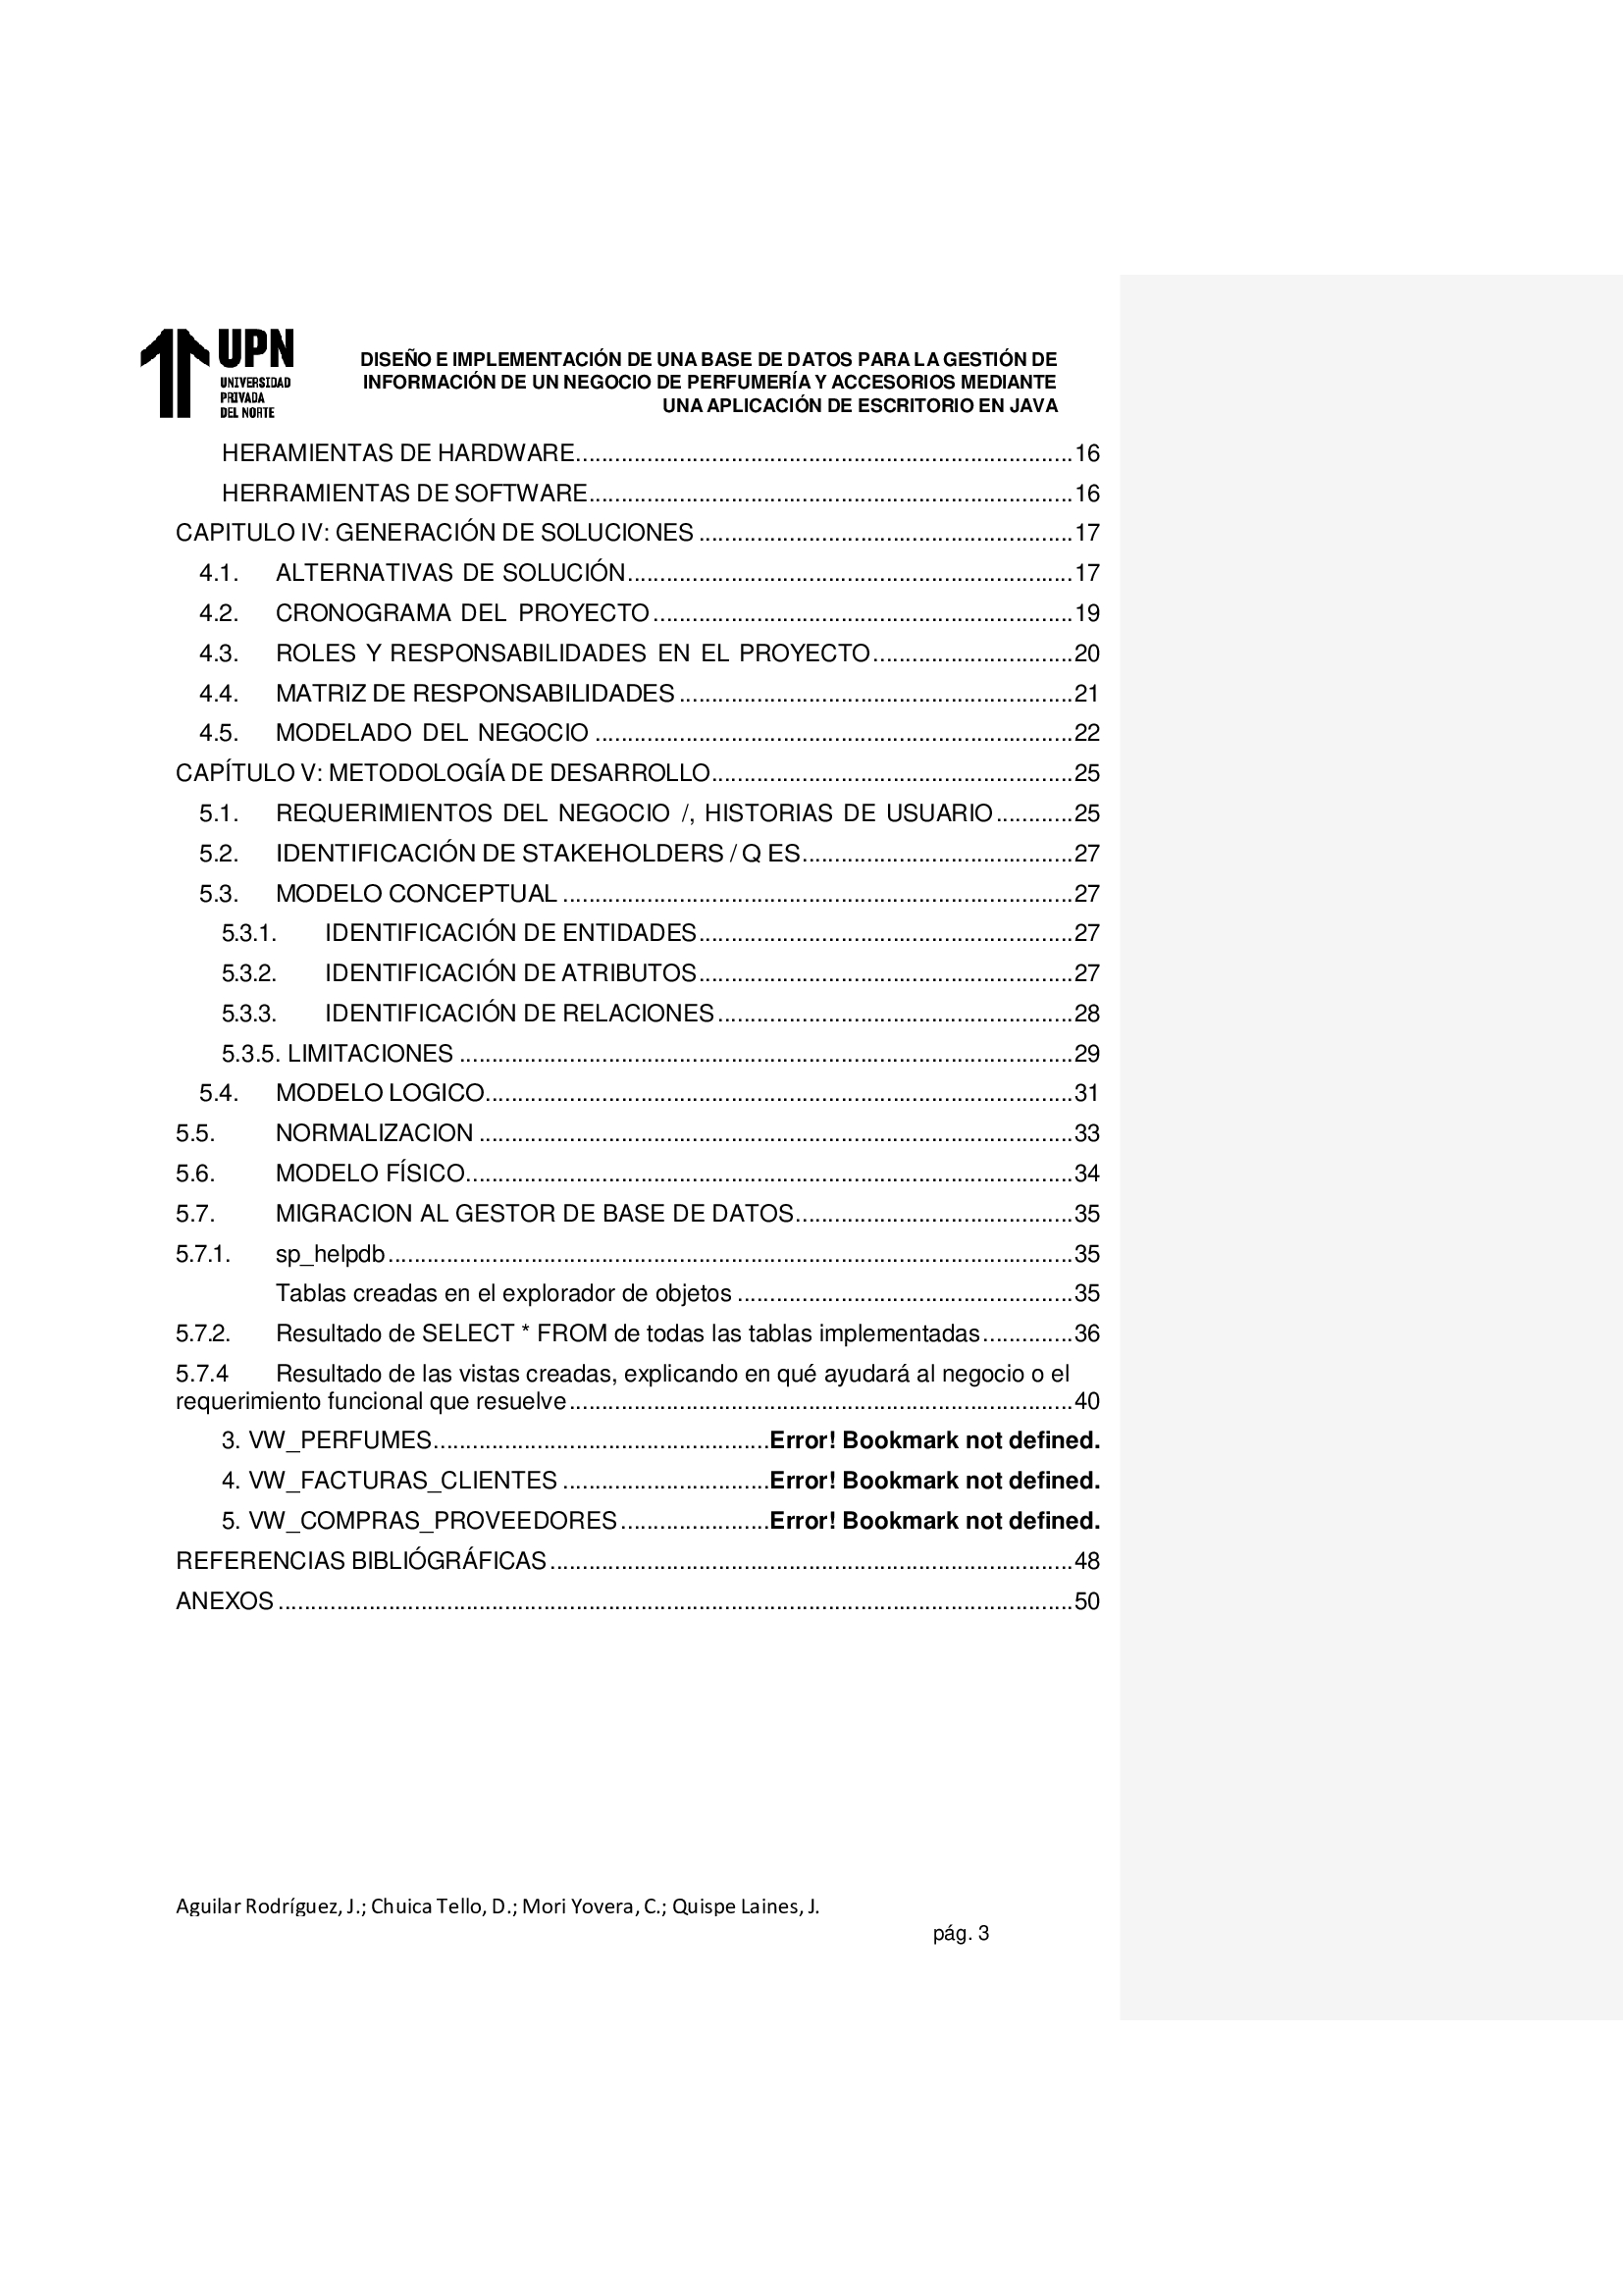 UPN
UNIVERSIDAD
PRIVADA
DEL NORTE
DISEÑO E IMPLEMENTACIÓN DE UNA BASE DE DATOS PARA LA GESTIÓN DE
INFORMACIÓN DE UN NEGOCIO DE PERFUMERÍA Y ACCESORIOS MEDIANTE
UNA APLICACIÓN DE ESCRITORIO EN JAVA
HERAMIENTAS DE HARDWARE............................................................................16
HERRAMIENTAS DE SOFTWARE..........................................................................16
CAPITULO IV: GENERACIÓN DE SOLUCIONES .........................................................17
4.1. ALTERNATIVAS DE SOLUCIÓN....................................................................17
4.2. CRONOGRAMA DEL PROYECTO ................................................................19
4.3. ROLES Y RESPONSABILIDADES EN EL PROYECTO...............................20
4.4. MATRIZ DE RESPONSABILIDADES ............................................................21
4.5. MODELADO DEL NEGOCIO .........................................................................22
CAPÍTULO V: METODOLOGÍA DE DESARROLLO.......................................................25
5.1. REQUERIMIENTOS DEL NEGOCIO /, HISTORIAS DE USUARIO............25
5.2. IDENTIFICACIÓN DE STAKEHOLDERS / Q ES.........................................27
5.3. MODELO CONCEPTUAL ..............................................................................27
5.3.1. IDENTIFICACIÓN DE ENTIDADES.........................................................27
5.3.2. IDENTIFICACIÓN DE ATRIBUTOS.........................................................27
5.3.3. IDENTIFICACIÓN DE RELACIONES ......................................................28
5.3.5. LIMITACIONES ..............................................................................................29
5.4. MODELO LOGICO..........................................................................................31
5.5. NORMALIZACION ...........................................................................................33
5.6. MODELO FÍSICO.............................................................................................34
5.7. MIGRACION AL GESTOR DE BASE DE DATOS..........................................35
5.7.1. sp_helpdb.........................................................................................................35
Tablas creadas en el explorador de objetos ...................................................35
5.7.2. Resultado de SELECT * FROM de todas las tablas implementadas..............36
5.7.4 Resultado de las vistas creadas, explicando en qué ayudará al negocio o el
requerimiento funcional que resuelve.............................................................................40
3. VW_PERFUMES...................................................Error! Bookmark not defined.
4. VW_FACTURAS_CLIENTES ...............................Error! Bookmark not defined.
5. VW_COMPRAS_PROVEEDORES.......................Error! Bookmark not defined.
REFERENCIAS BIBLIÓGRÁFICAS................................................................................48
ANEXOS .........................................................................................................................50
Aguilar Rodríguez, J.; Chuica Tello, D.; Mori Yovera, C.; Quispe Laines, J.
pág. 3